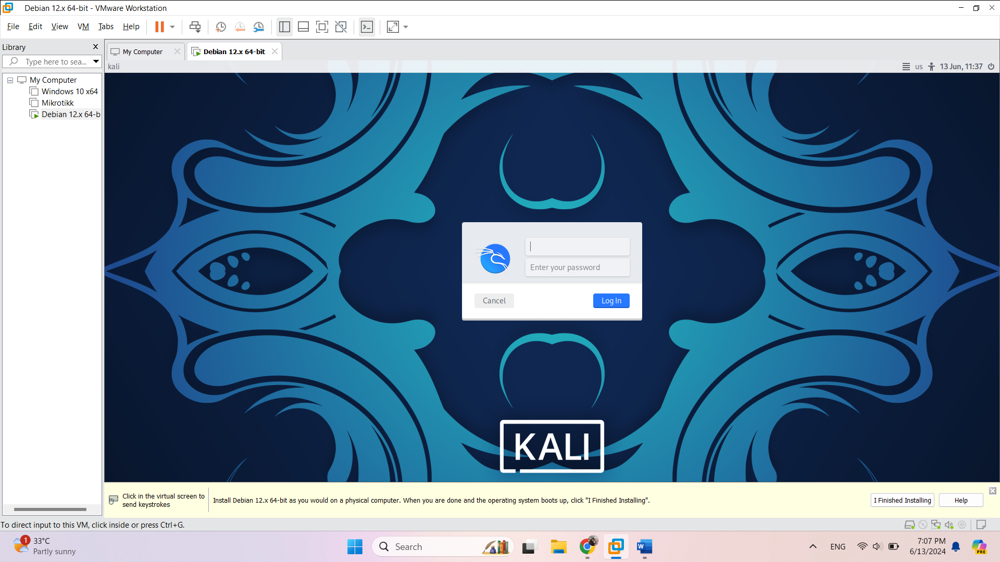 Debian 12.x 64-bit - VMware Workstation
File Edit View VM Tabs Help
Library
Type here to sea...
My Computer
Windows 10 x64
Mikrotikk
Debian 12.x 64-b
My Computer
Debian 12.x 64-bit
kali
us
13 Jun, 11:37
Enter your password
Cancel
Log In
KALI
Click in the virtual screen to
send keystrokes
Install Debian 12.x 64-bit as you would on a physical computer. When you are done and the operating system boots up, click "I Finished Installing".
I Finished Installing
Help
To direct input to this VM, click inside or press Ctrl+G.
1
33°C
Partly sunny
Search
W
ENG
7:07 PM
6/13/2024
PRE